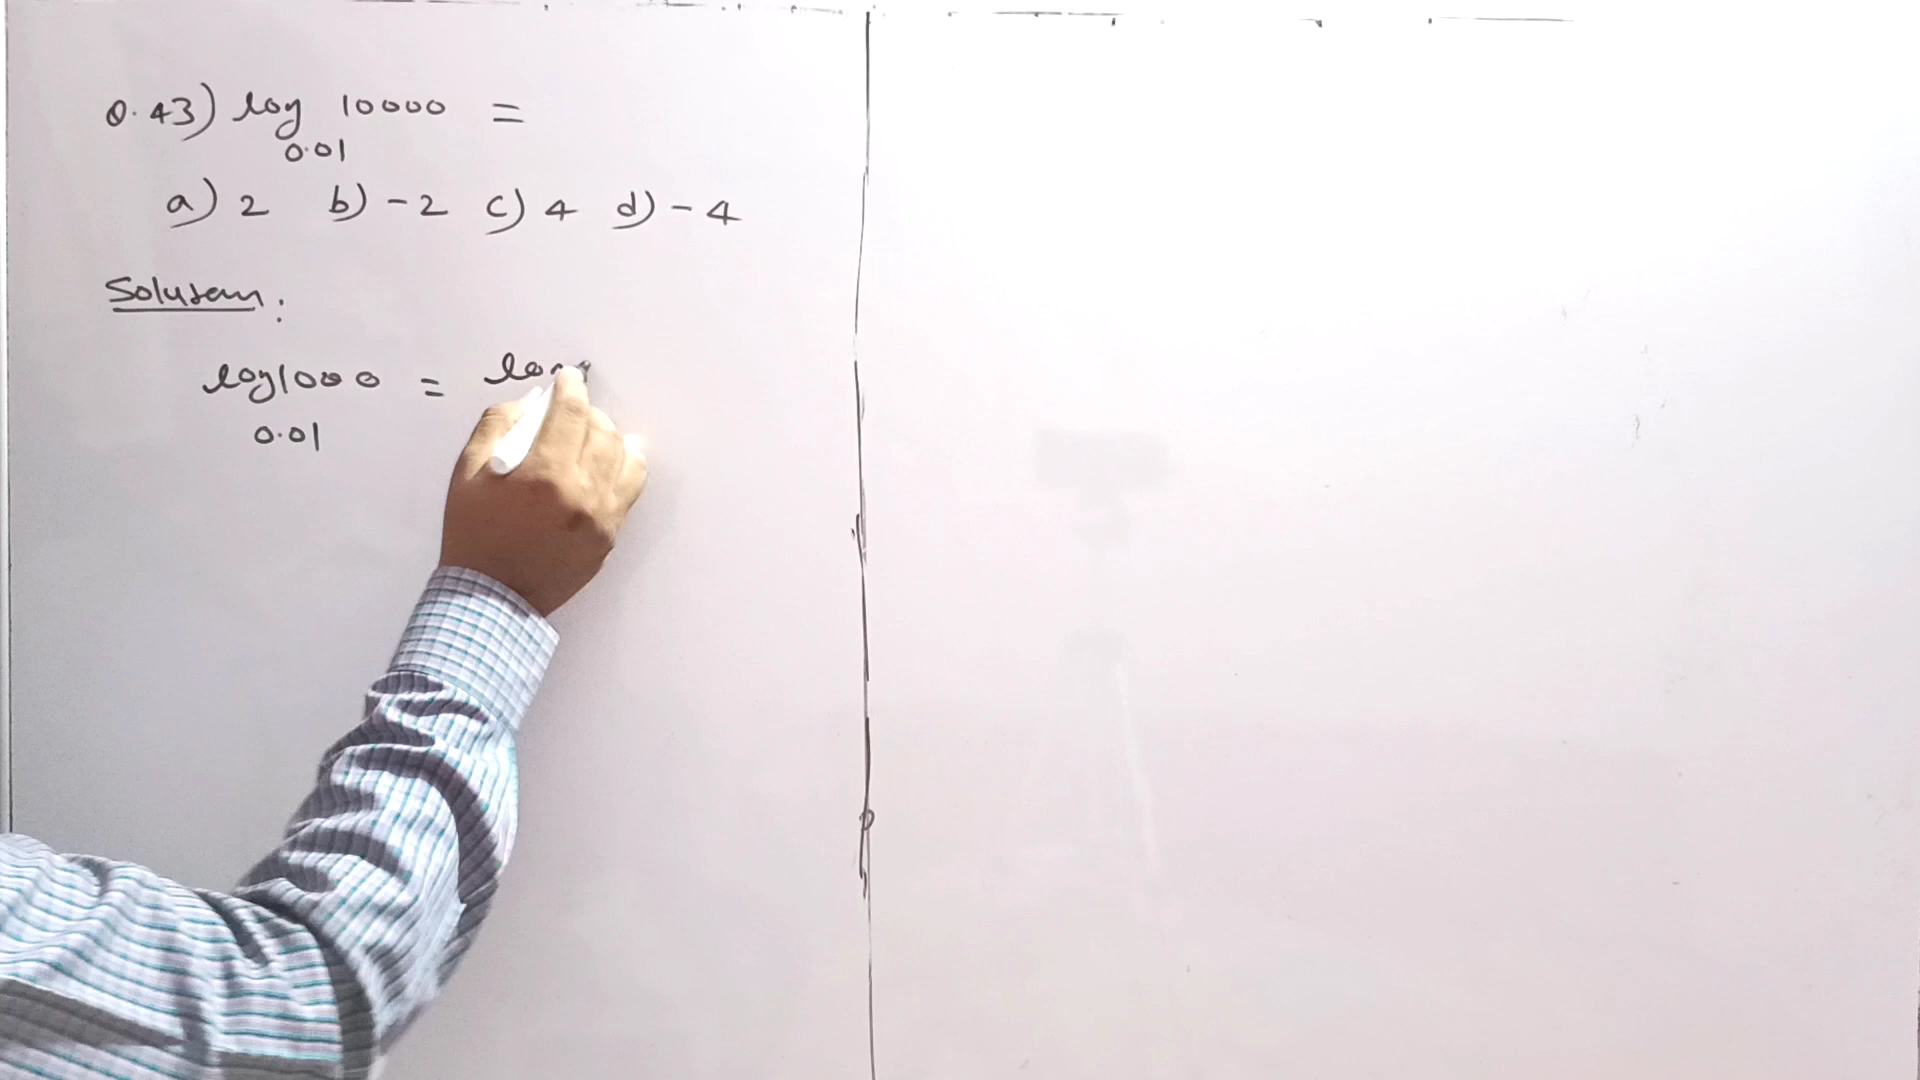 Q.43) log 10000 =
0.01
a) 2 b) -2 c) 4 d) -4
Solution:
log1000 = log
0.01